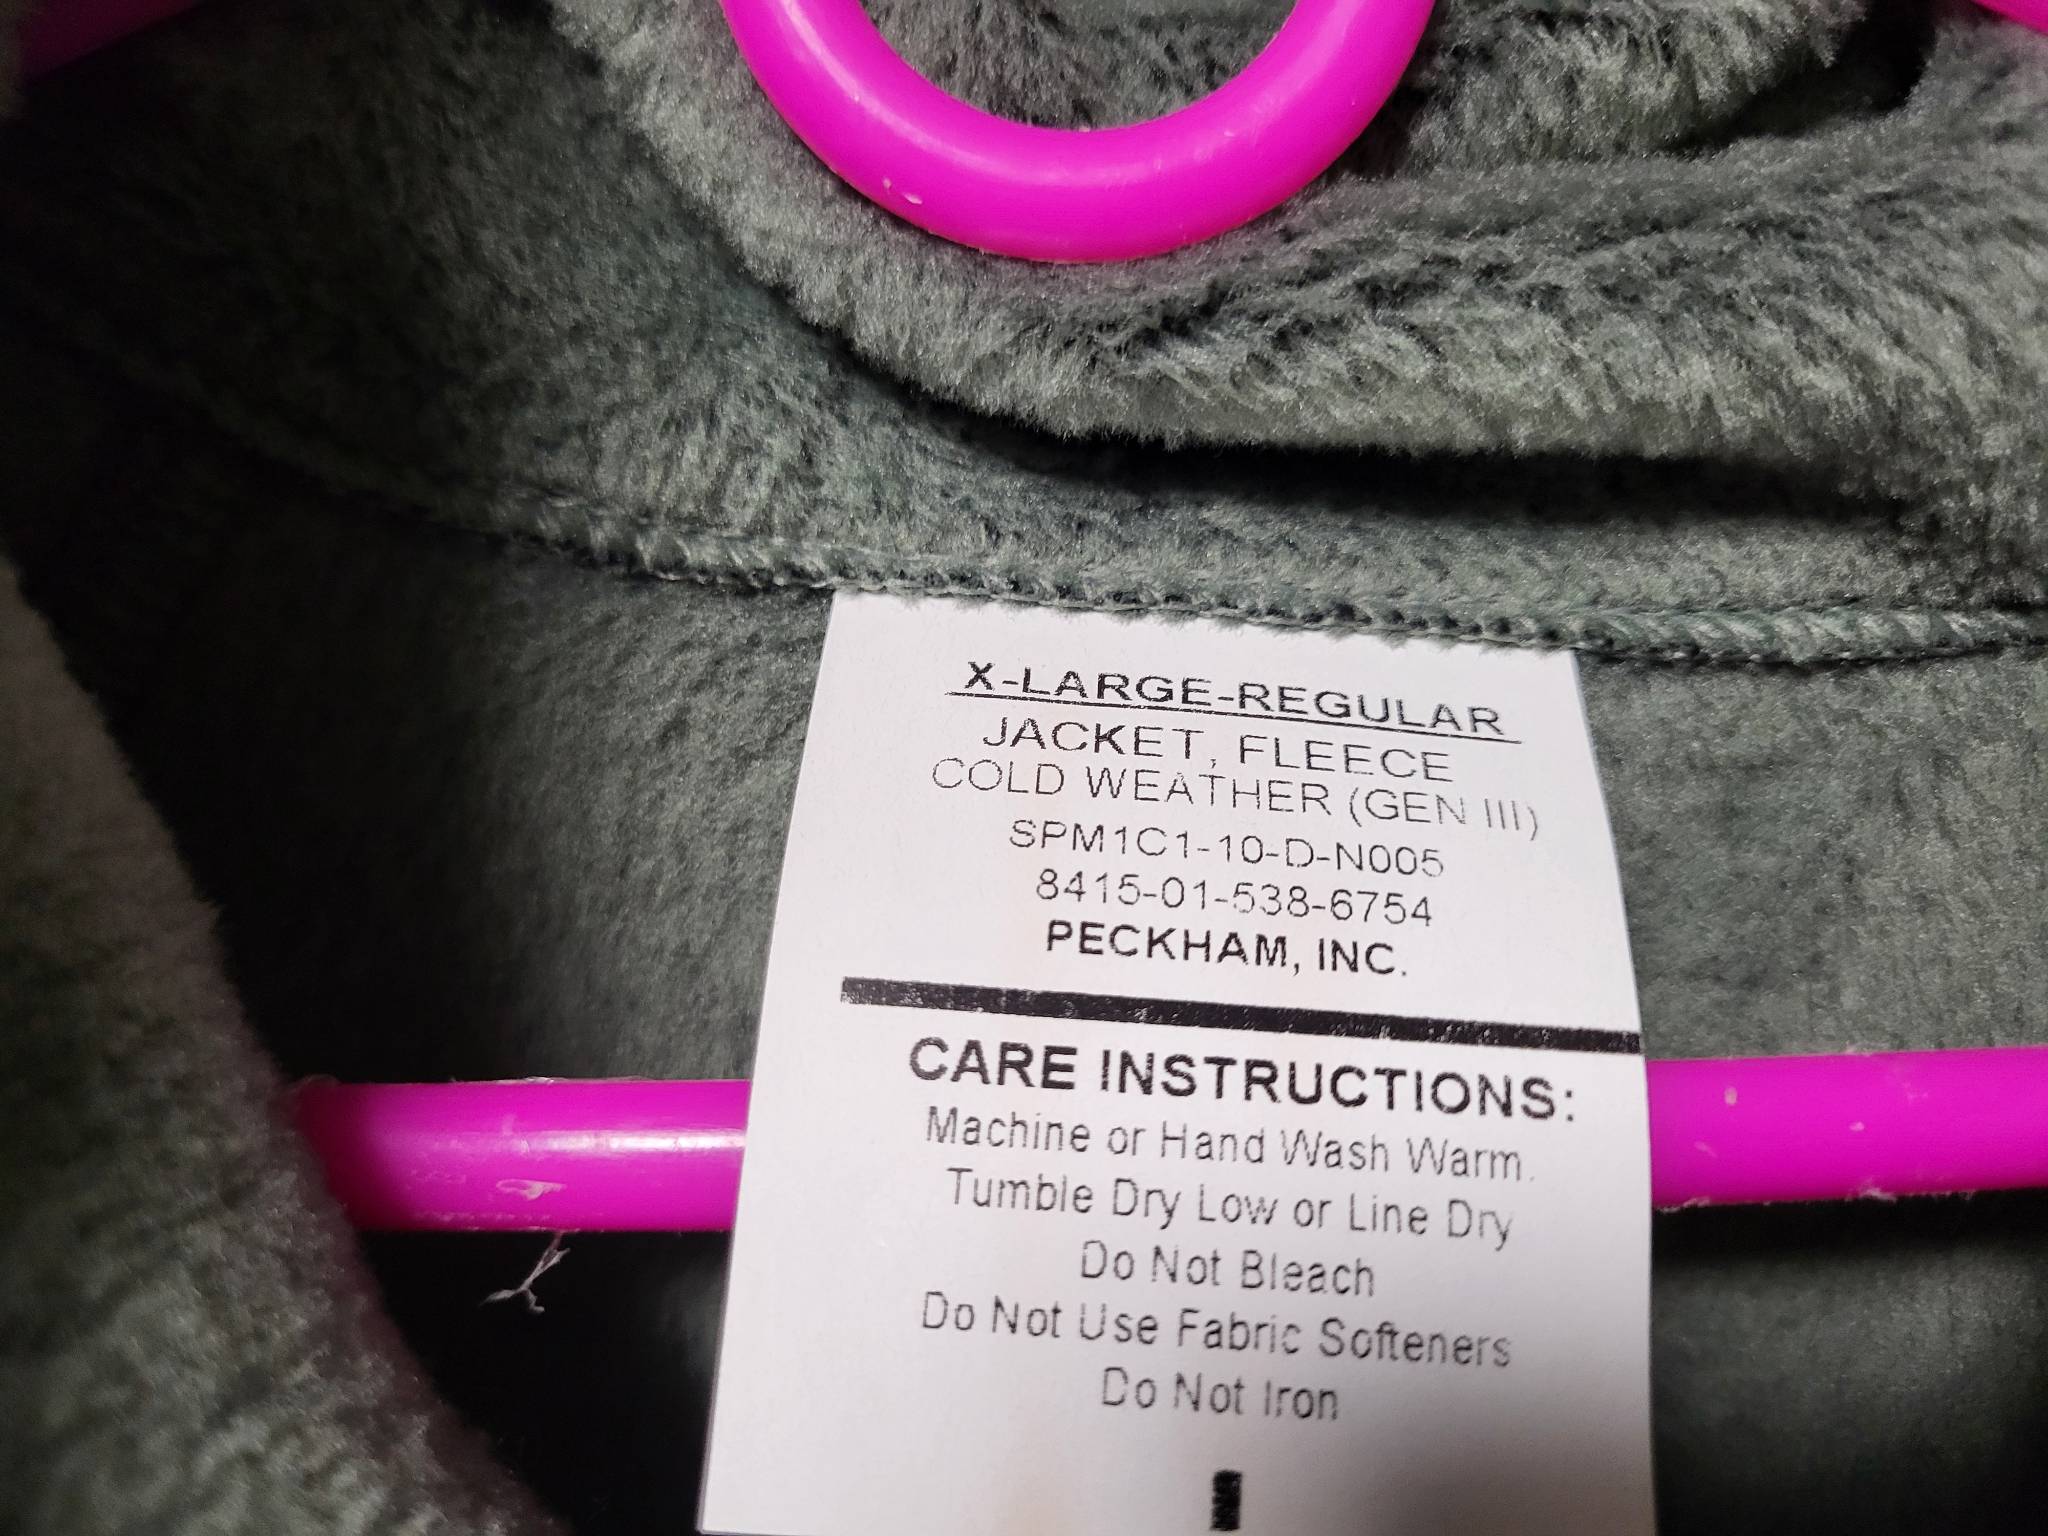 X-LARGE-REGULAR
JACKET, FLEECE
COLD WEATHER (GEN III)
SPM1C1-10-D-N005
8415-01-538-6754
PECKHAM, INC.
CARE INSTRUCTIONS:
Machine or Hand Wash Warm.
Tumble Dry Low or Line Dry
Do Not Bleach
Do Not Use Fabric Softeners
Do Not Iron